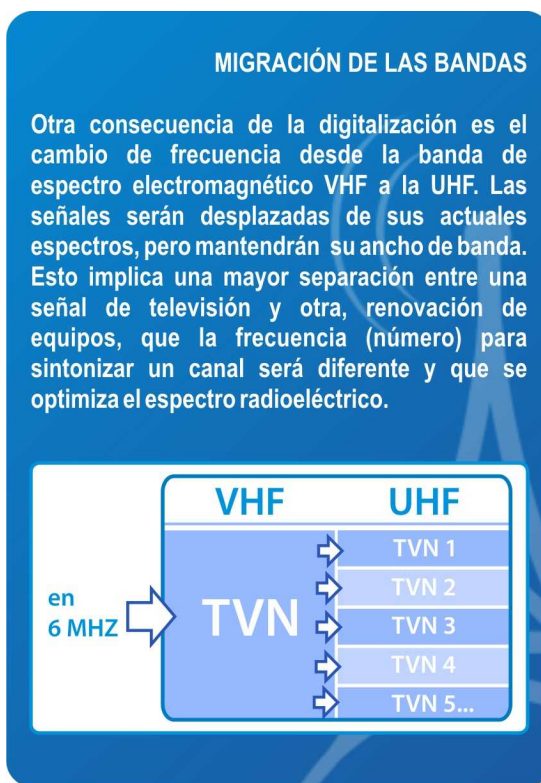 MIGRACIÓN DE LAS BANDAS
Otra consecuencia de la digitalización es el
cambio de frecuencia desde la banda de
espectro electromagnético VHF a la UHF. Las
señales serán desplazadas de sus actuales
espectros, pero mantendrán su ancho de banda.
Esto implica una mayor separación entre una
señal de televisión y otra, renovación de
equipos, que la frecuencia (número) para
sintonizar un canal será diferente y que se
optimiza el espectro radioeléctrico.
VHF UHF
en
6 MHZ
TVN
TVN 1
TVN 2
TVN 3
TVN 4
TVN 5...